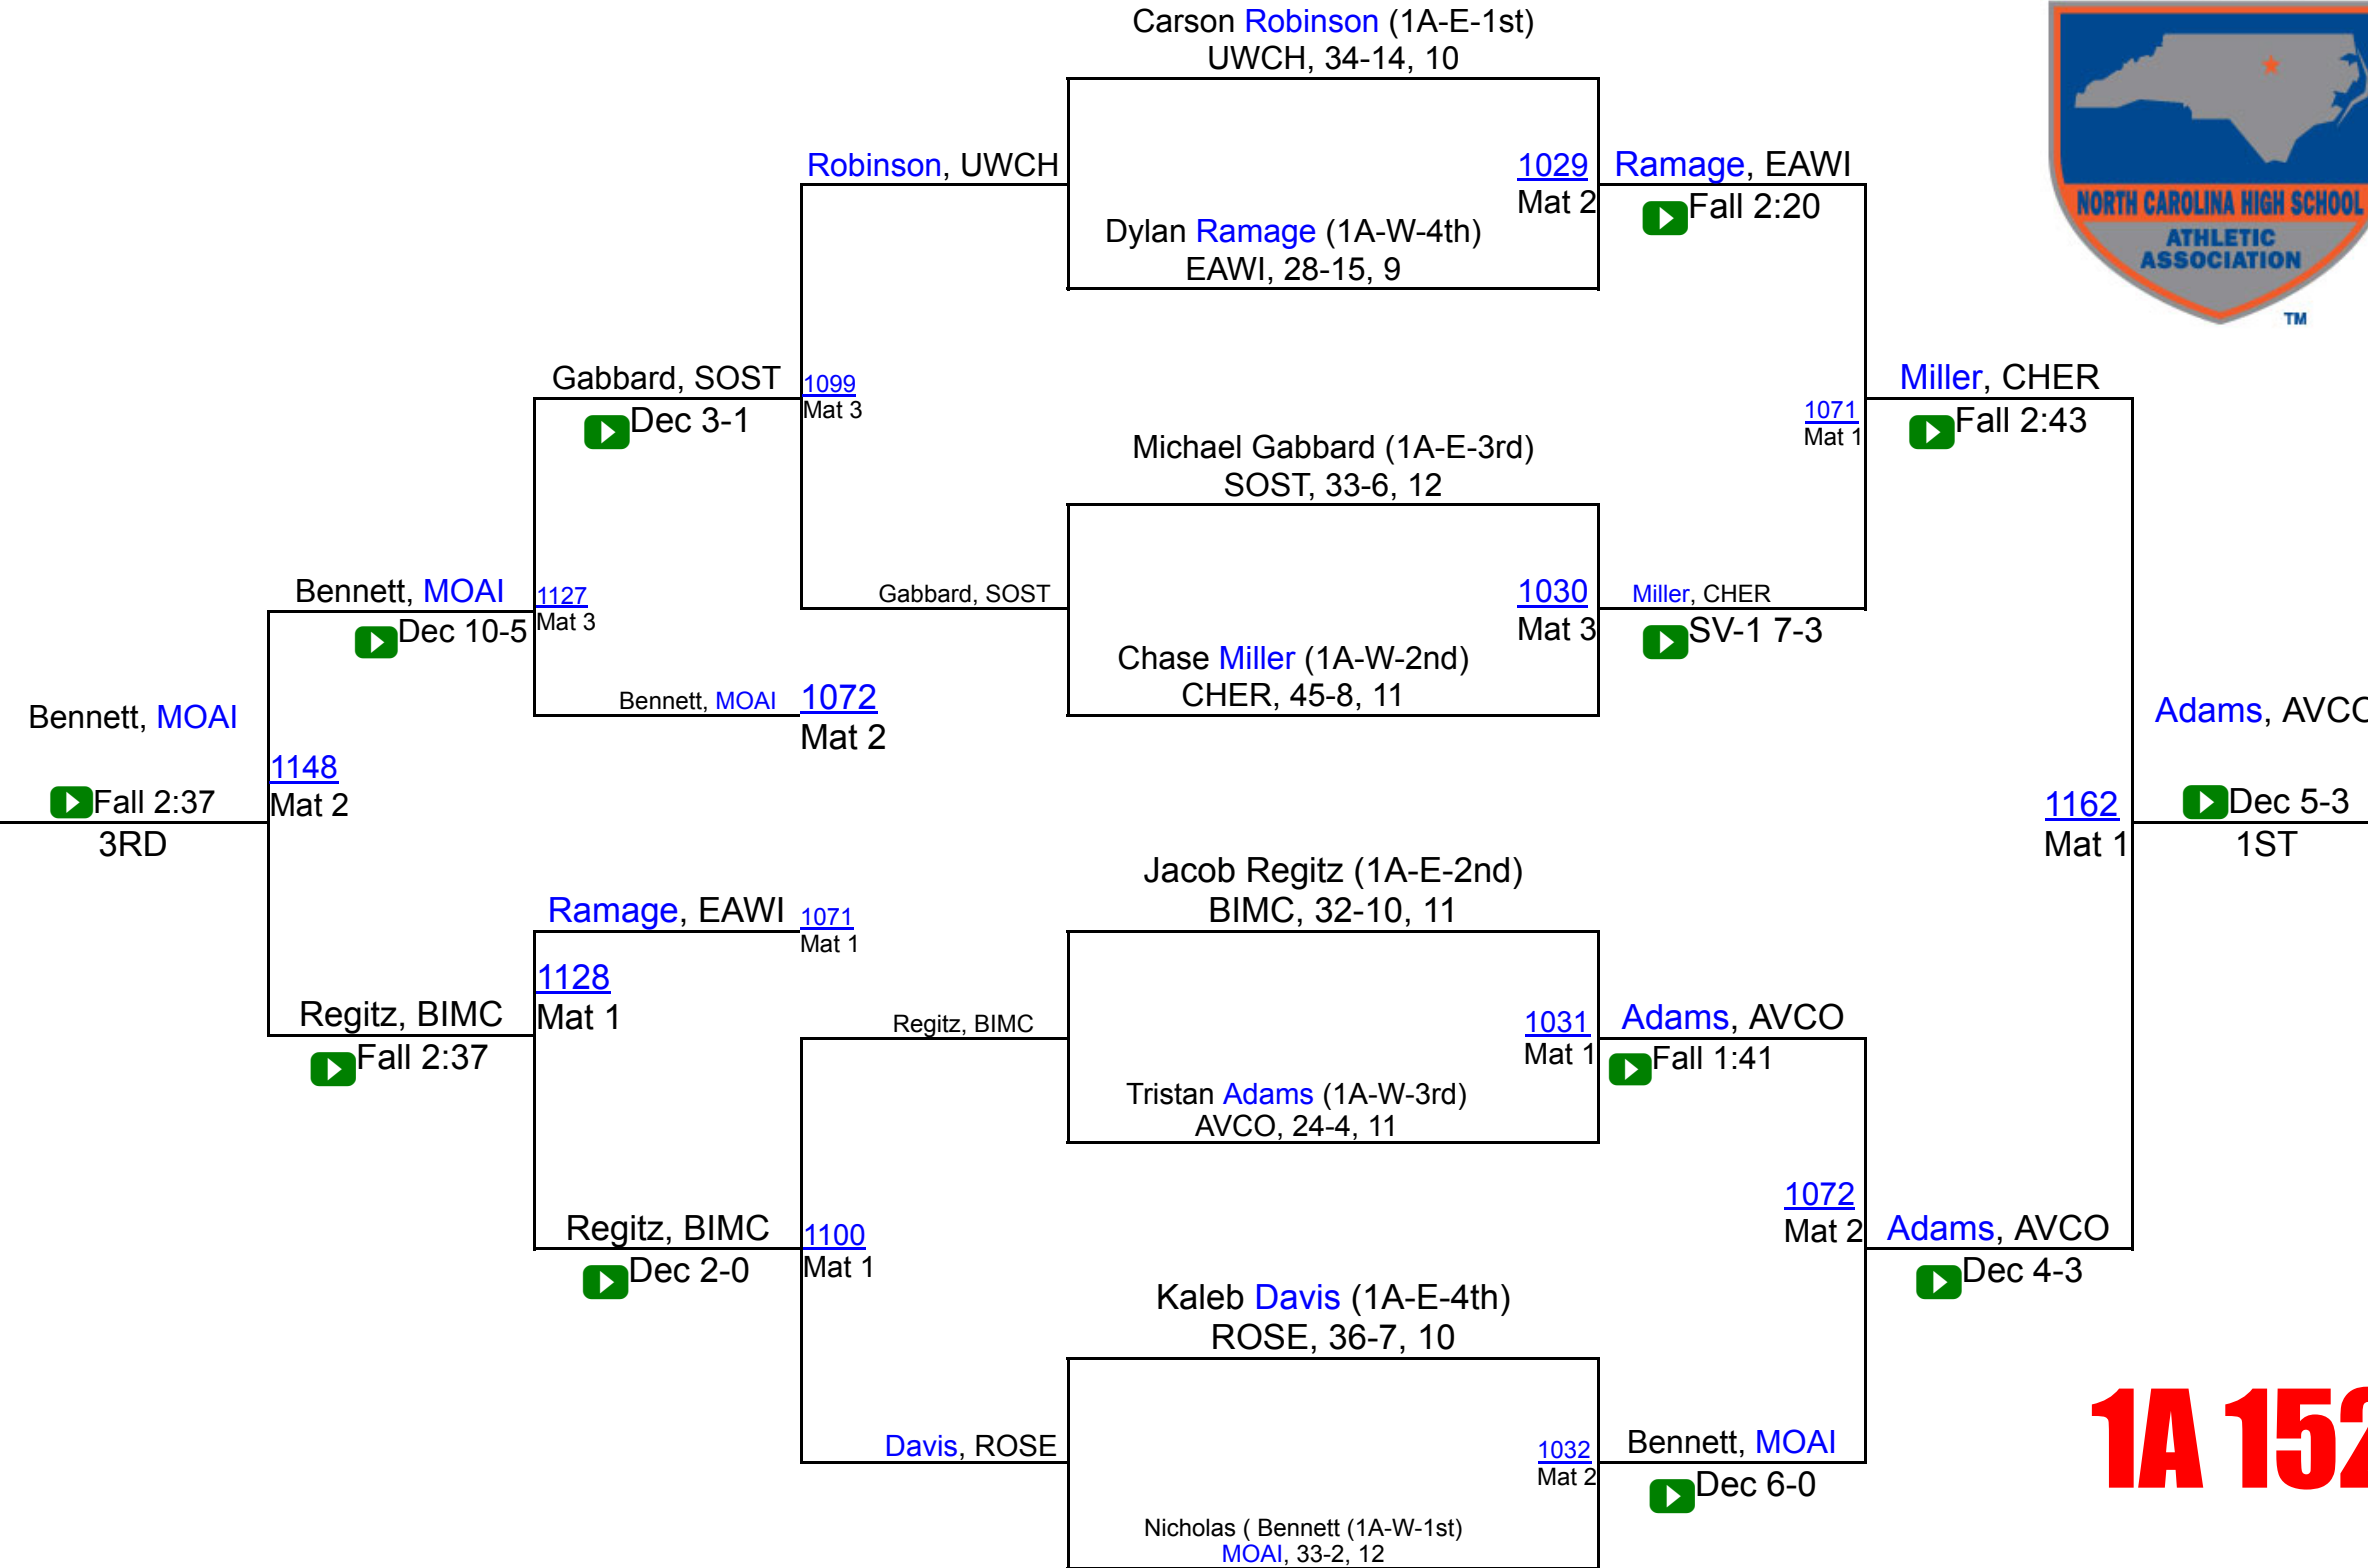 Carson Robinson (1A-E-1st)
UWCH, 34-14, 10
Robinson, UWCH
1029
Mat 2
Ramage, EAWI
Fall 2:20
Dylan Ramage (1A-W-4th)
EAWI, 28-15, 9
NORTH CAROLINA HIGH SCHOOL
ATHLETIC
ASSOCIATION
TM
Gabbard, SOST
Dec 3-1
1099
Mat 3
Miller, CHER
Fall 2:43
1071
Mat 1
Michael Gabbard (1A-E-3rd)
SOST, 33-6, 12
Bennett, MOAI
Dec 10-5
1127
Mat 3
Gabbard, SOST
1030
Mat 3
Miller, CHER
SV-1 7-3
Chase Miller (1A-W-2nd)
CHER, 45-8, 11
Bennett, MOAI
1072
Mat 2
Bennett, MOAI
Fall 2:37
3RD
1148
Mat 2
Adams, AVCO
Dec 5-3
1ST
1162
Mat 1
Jacob Regitz (1A-E-2nd)
BIMC, 32-10, 11
Ramage, EAWI
1071
Mat 1
1128
Mat 1
Regitz, BIMC
Fall 2:37
Regitz, BIMC
1031
Mat 1
Adams, AVCO
Fall 1:41
Tristan Adams (1A-W-3rd)
AVCO, 24-4, 11
1072
Mat 2
Regitz, BIMC
Dec 2-0
1100
Mat 1
Adams, AVCO
Dec 4-3
Kaleb Davis (1A-E-4th)
ROSE, 36-7, 10
Davis, ROSE
1032
Mat 2
Bennett, MOAI
Dec 6-0
Nicholas ( Bennett (1A-W-1st)
MOAI, 33-2, 12
1A 152